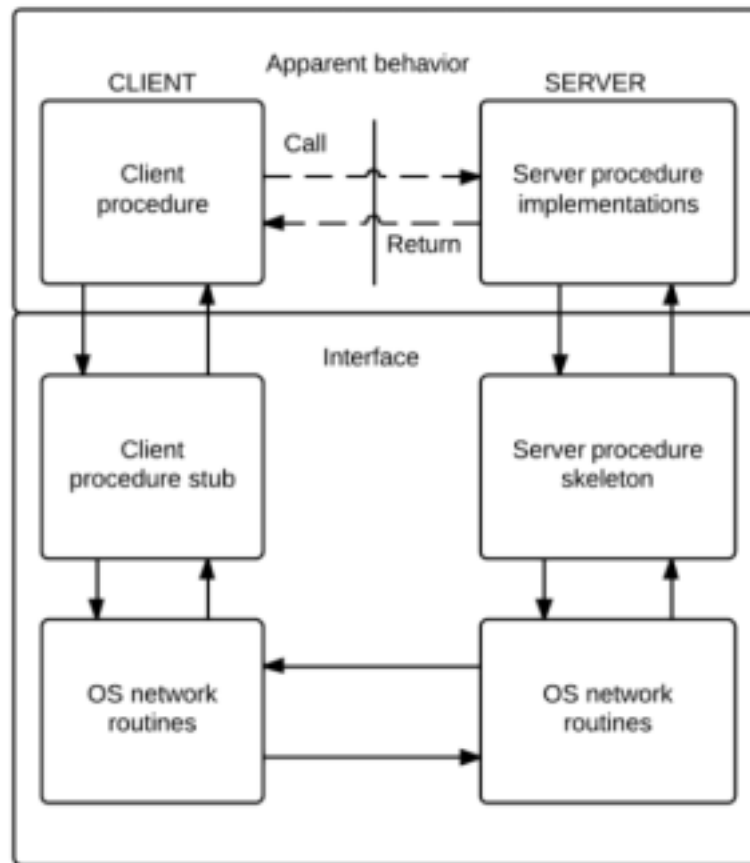 Apparent behavior
CLIENT
SERVER
Call
Client
procedure
Server procedure
implementations
Return
Interface
Client
procedure stub
Server procedure
skeleton
OS network
routines
OS network
routines